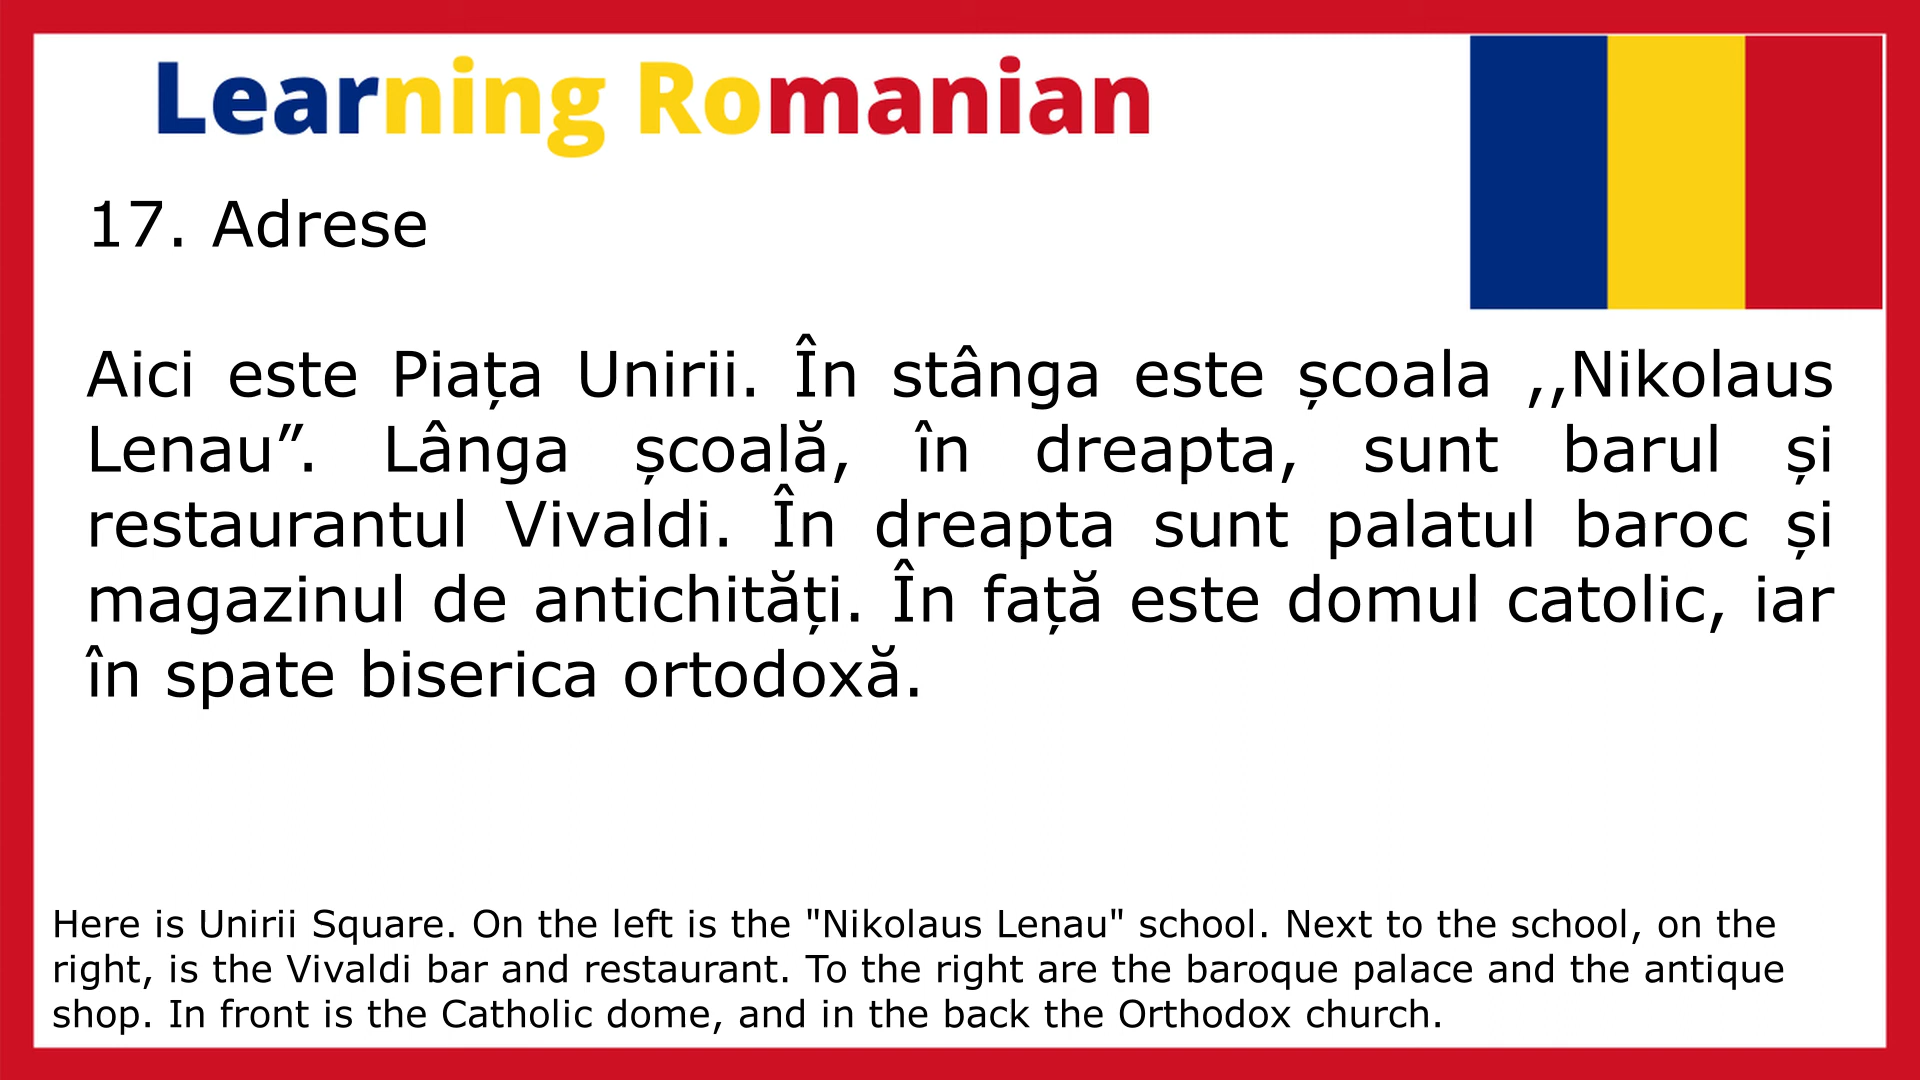 Learning Romanian
17. Adrese
Aici este Piața Unirii. În stânga este școala ,,Nikolaus
Lenau”. Lânga școală, în dreapta, sunt barul și
restaurantul Vivaldi. În dreapta sunt palatul baroc și
magazinul de antichități. În față este domul catolic, iar
în spate biserica ortodoxă.
Here is Unirii Square. On the left is the "Nikolaus Lenau" school. Next to the school, on the
right, is the Vivaldi bar and restaurant. To the right are the baroque palace and the antique
shop. In front is the Catholic dome, and in the back the Orthodox church.